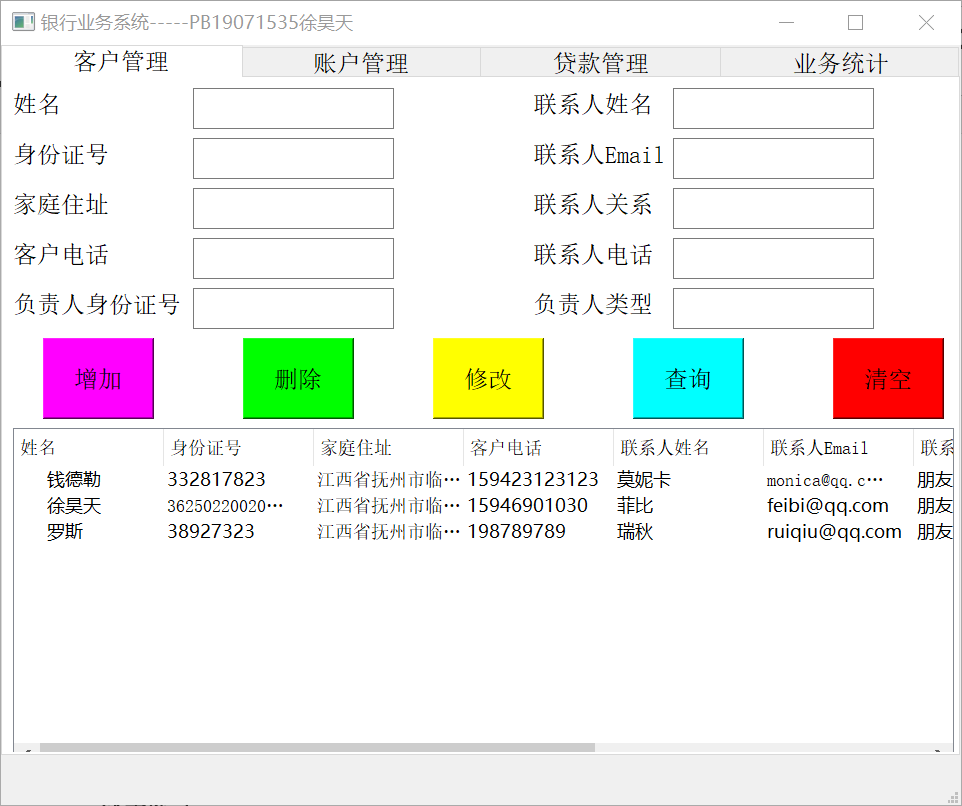 银行业务系统-----PB19071535徐昊天
客户管理 账户管理 贷款管理 业务统计
姓名 联系人姓名
身份证号 联系人Email
家庭住址 联系人关系
客户电话 联系人电话
负责人身份证号 负责人类型
增加 删除 修改 查询 清空
姓名 身份证号 家庭住址 客户电话 联系人姓名 联系人Email 联系
钱德勒 332817823 江西省抚州市临… 159423123123 莫妮卡 monica@qq.c… 朋友
徐昊天 36250220020… 江西省抚州市临… 15946901030 菲比 feibi@qq.com 朋友
罗斯 38927323 江西省抚州市临… 198789789 瑞秋 ruiqiu@qq.com 朋友